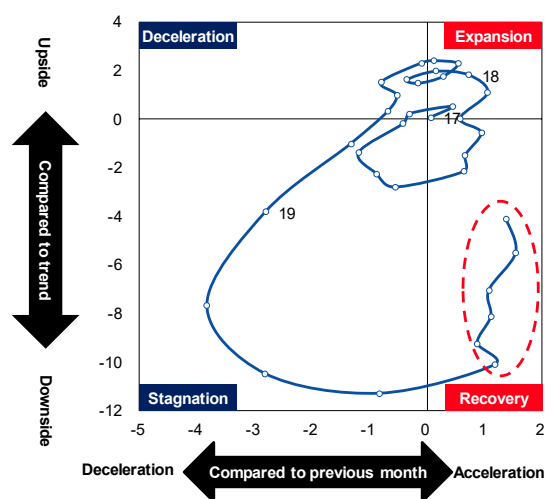 4
2
0
-2
-4
-6
-8
-10
-12
Upside
Compared to trend
Downside
Deceleration
Expansion
18
17
19
Stagnation
Recovery
-5
-4
-3
-2
-1
0
1
2
Deceleration
Compared to previous month
Acceleration